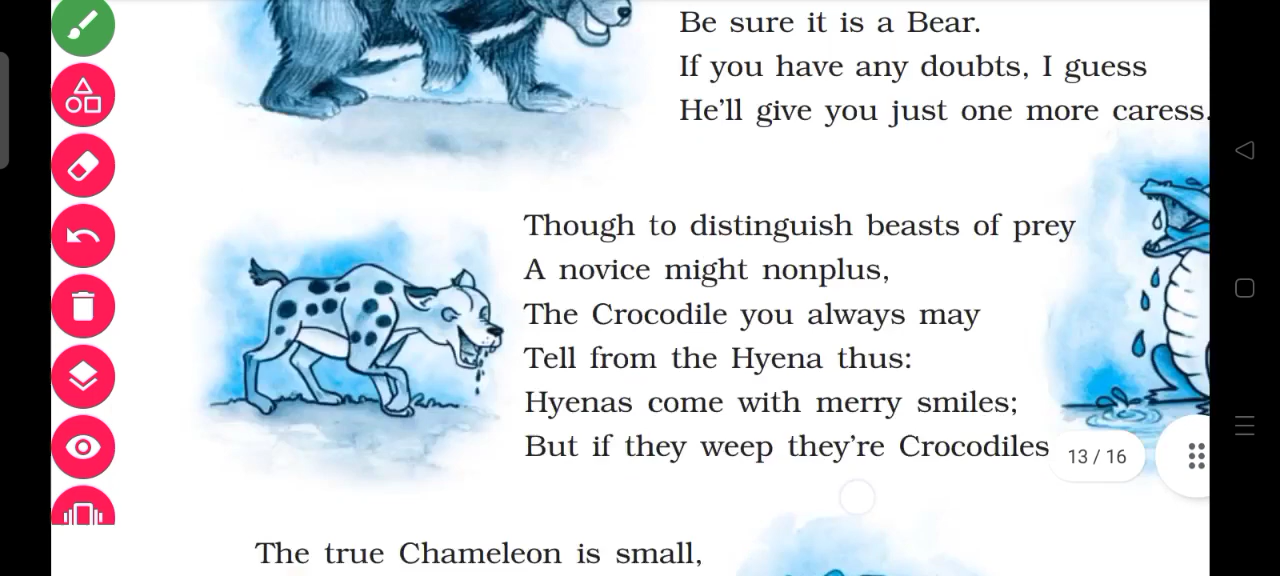 Be sure it is a Bear.
If you have any doubts, I guess
He'll give you just one more caress.
Though to distinguish beasts of prey
A novice might nonplus,
The Crocodile you always may
Tell from the Hyena thus:
Hyenas come with merry smiles;
But if they weep they're Crocodiles
13 / 16
The true Chameleon is small,